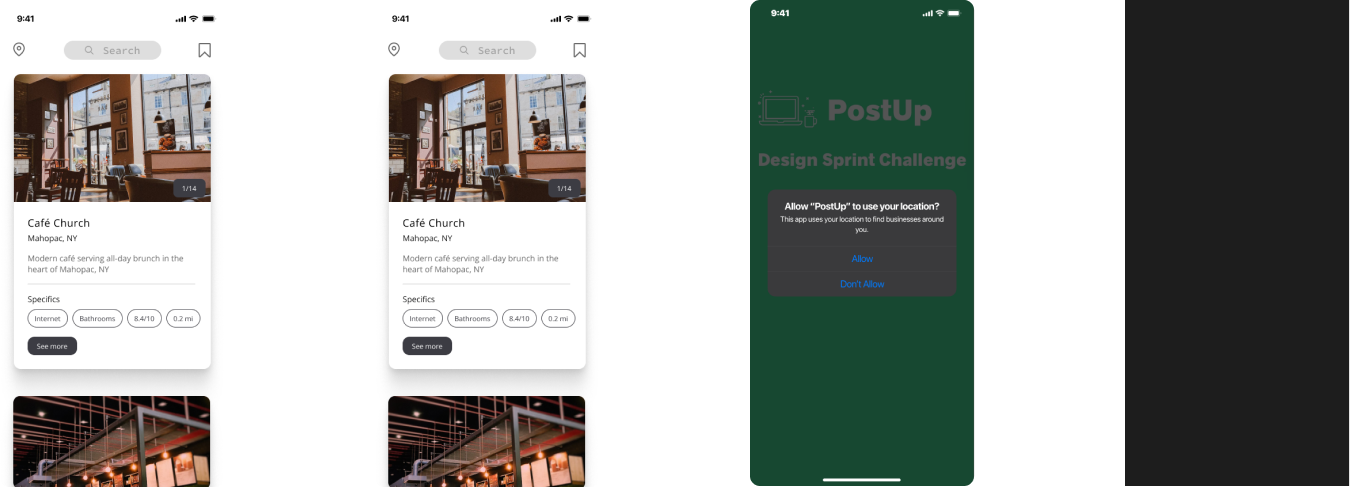 9:41
Search
1/14
Café Church
Mahopac, NY
Modern café serving all-day brunch in the
heart of Mahopac, NY
Specifics
Internet Bathrooms 8.4/10 0.2 mi
See more
9:41
Search
1/14
Café Church
Mahopac, NY
Modern café serving all-day brunch in the
heart of Mahopac, NY
Specifics
Internet Bathrooms 8.4/10 0.2 mi
See more
9:41
PostUp
Design Sprint Challenge
Allow “PostUp” to use your location?
This app uses your location to find businesses around
you.
Allow
Don't Allow